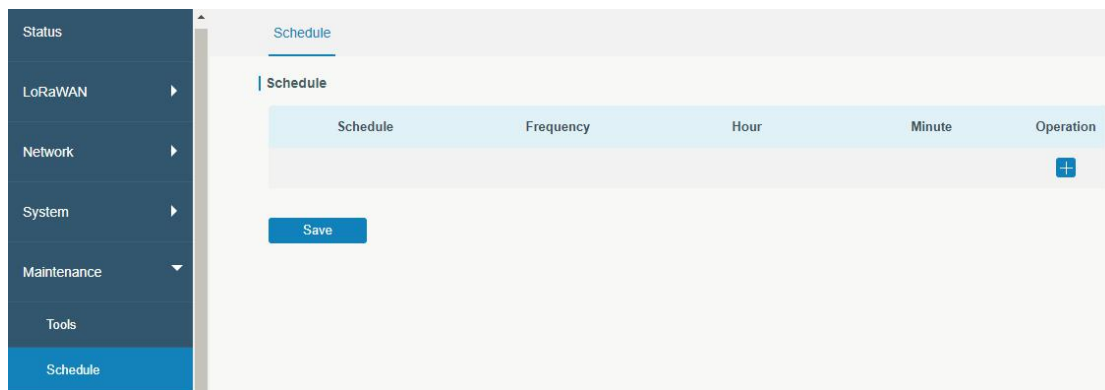 Status
LoRaWAN
Network
System
Maintenance
Tools
Schedule
Schedule
Schedule
Schedule Frequency Hour Minute Operation
Save